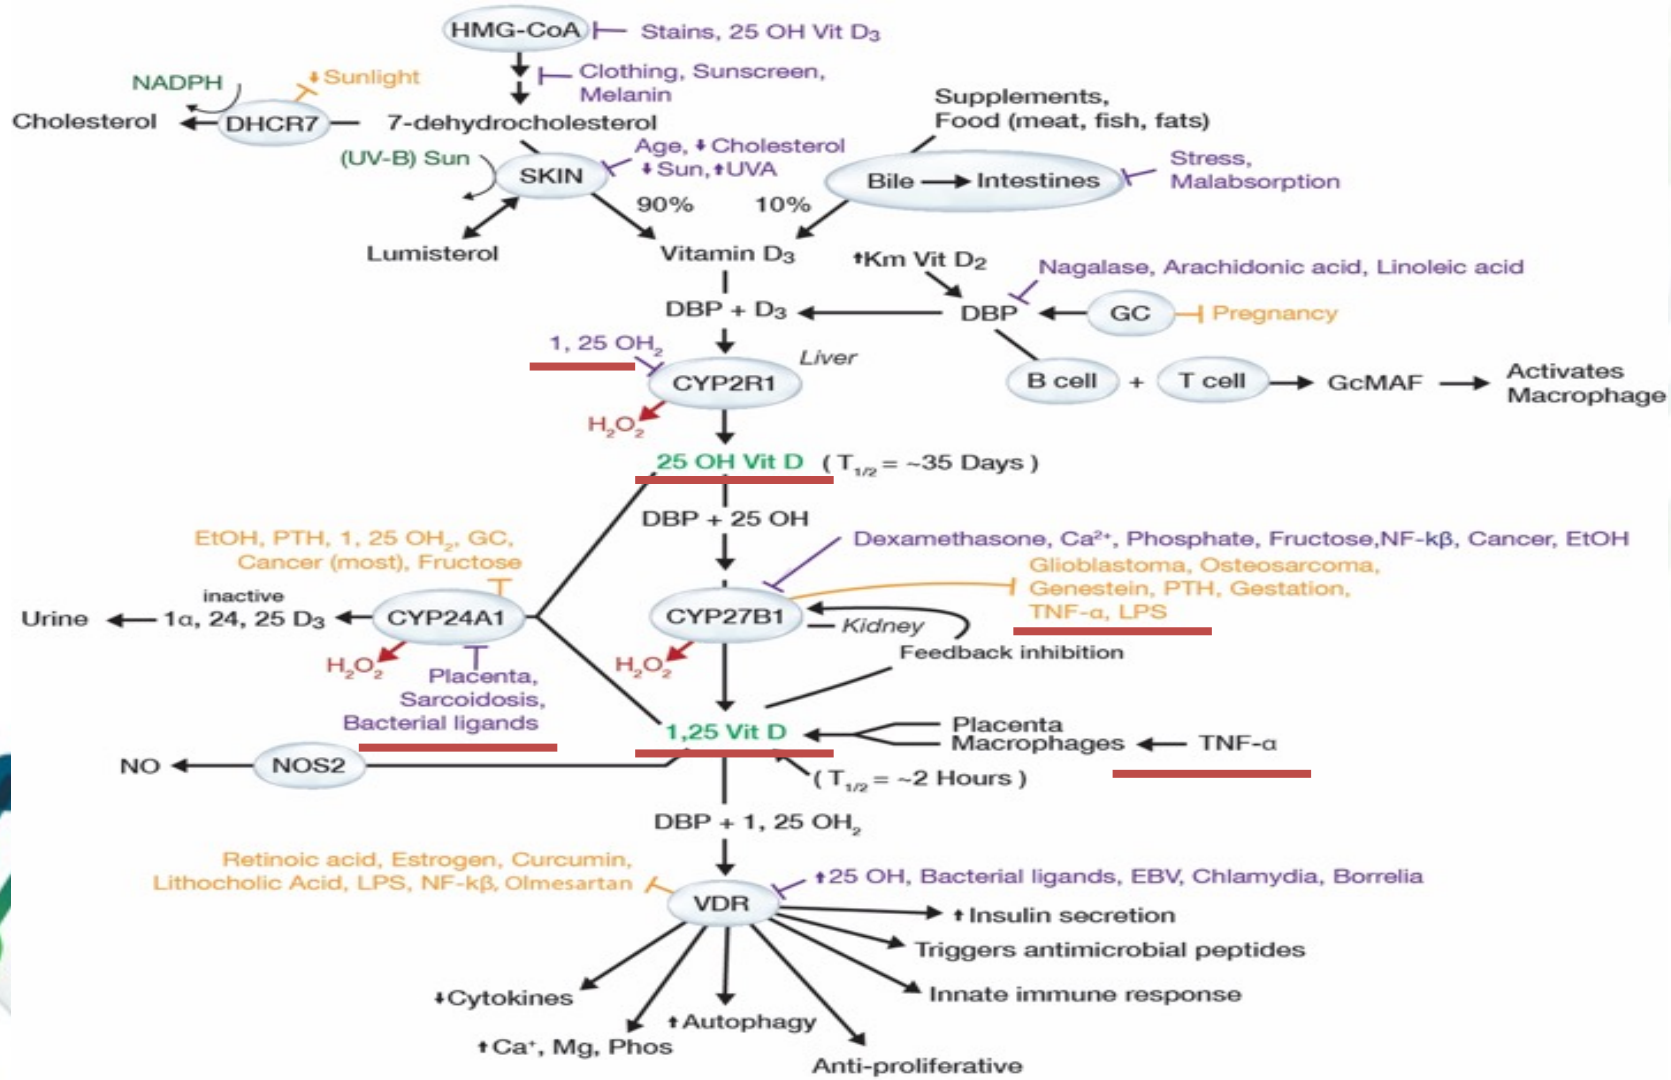 HMG-CoA
Stains, 25 OH Vit D₃
Clothing, Sunscreen,
Melanin
NADPH
Sunlight
Cholesterol
DHCR7
7-dehydrocholesterol
Supplements,
Food (meat, fish, fats)
(UV-B) Sun
SKIN
Age, ⬇Cholesterol
⬇Sun,⬆UVA
Bile
Intestines
Stress,
Malabsorption
90%
10%
Lumisterol
Vitamin D₃
⬆Km Vit D₂
Nagalase, Arachidonic acid, Linoleic acid
DBP + D₃
DBP
GC
Pregnancy
1, 25 OH₂
Liver
CYP2R1
B cell
+
T cell
GcMAF
Activates
Macrophage
H₂O₂
25 OH Vit D
( T₁/₂ = ~35 Days )
DBP + 25 OH
EtOH, PTH, 1, 25 OH₂, GC,
Cancer (most), Fructose
Dexamethasone, Ca²⁺, Phosphate, Fructose,NF-kβ, Cancer, EtOH
Glioblastoma, Osteosarcoma,
Genestein, PTH, Gestation,
TNF-α, LPS
Urine
inactive
1α, 24, 25 D₃
CYP24A1
CYP27B1
Kidney
Feedback inhibition
H₂O₂
H₂O₂
Placenta,
Sarcoidosis,
Bacterial ligands
1,25 Vit D
Placenta
Macrophages
TNF-α
NO
NOS2
( T₁/₂ = ~2 Hours )
DBP + 1, 25 OH₂
Retinoic acid, Estrogen, Curcumin,
Lithocholic Acid, LPS, NF-kβ, Olmesartan
⬆25 OH, Bacterial ligands, EBV, Chlamydia, Borrelia
VDR
⬆Insulin secretion
Triggers antimicrobial peptides
Innate immune response
⬇Cytokines
⬆Autophagy
⬆Ca⁺, Mg, Phos
Anti-proliferative